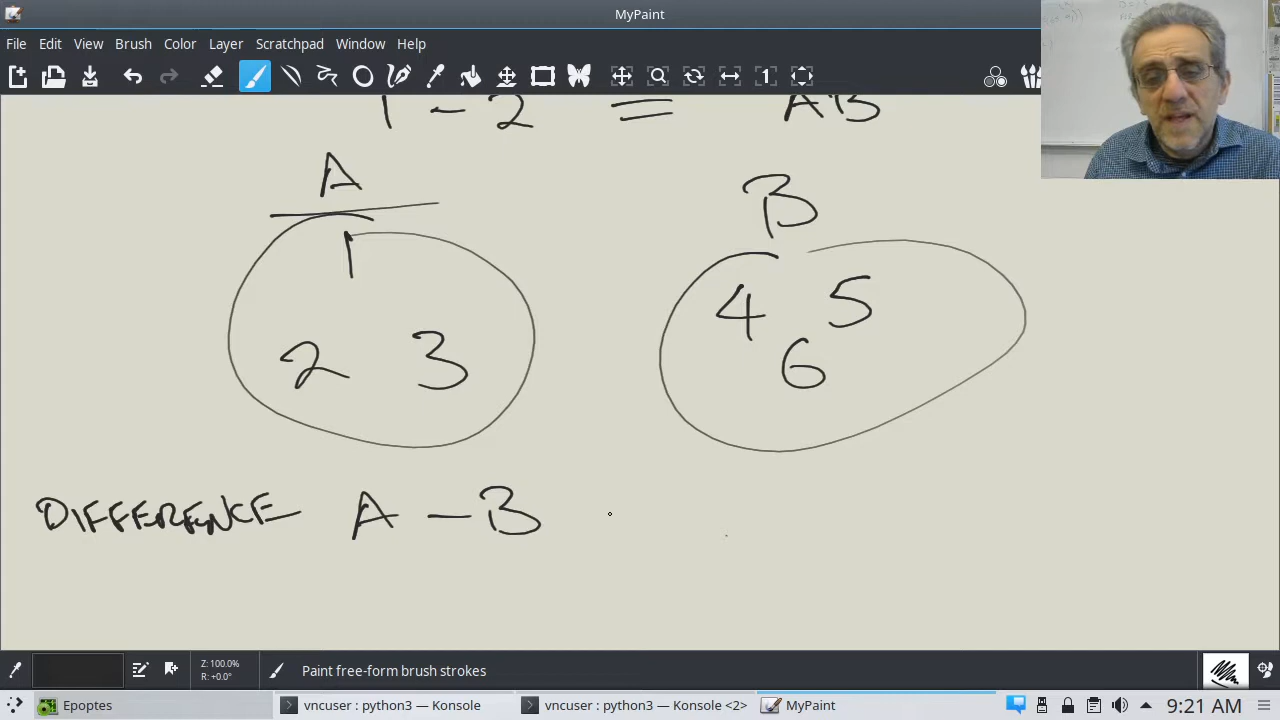 MyPaint
File Edit View Brush Color Layer Scratchpad Window Help
1 - 2 = AB
A
B
1
4 5
2 3
6
DIFFERENCE A - B
Z: 100.0%
R: +0.0°
Paint free-form brush strokes
Epoptes
vncuser : python3 — Konsole
vncuser : python3 — Konsole <2>
MyPaint
9:21 AM